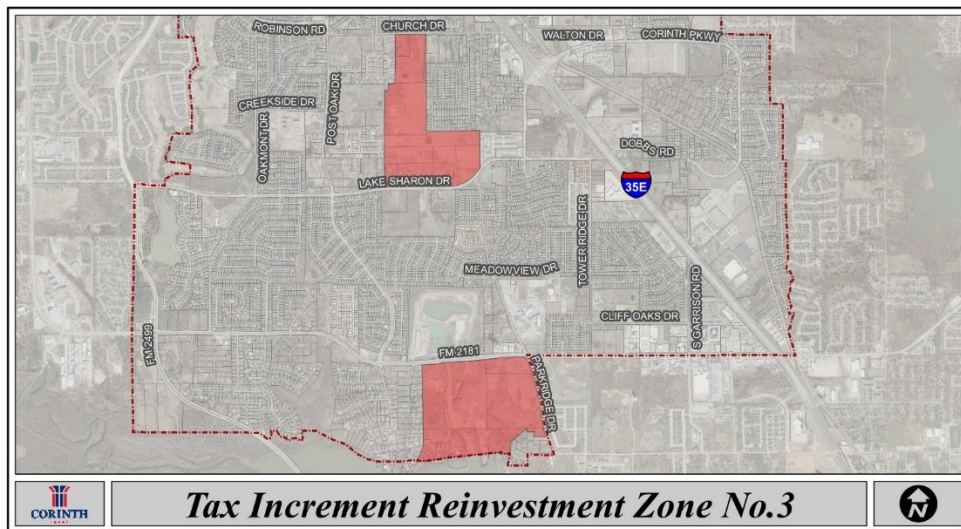 ROBINSON RD
CHURCH DR
WALTON DR
CORINTH PKWY
CREEKSIDE DR
POST OAK DR
OAKMONT DR
DOBBS RD
LAKE SHARON DR
35E
TOWER RIDGE DR
MEADOWVIEW DR
S GARRISON RD
CLIFF OAKS DR
FM 2499
FM 2181
PARKRIDGE DR
CORINTH
TEXAS
Tax Increment Reinvestment Zone No.3
N